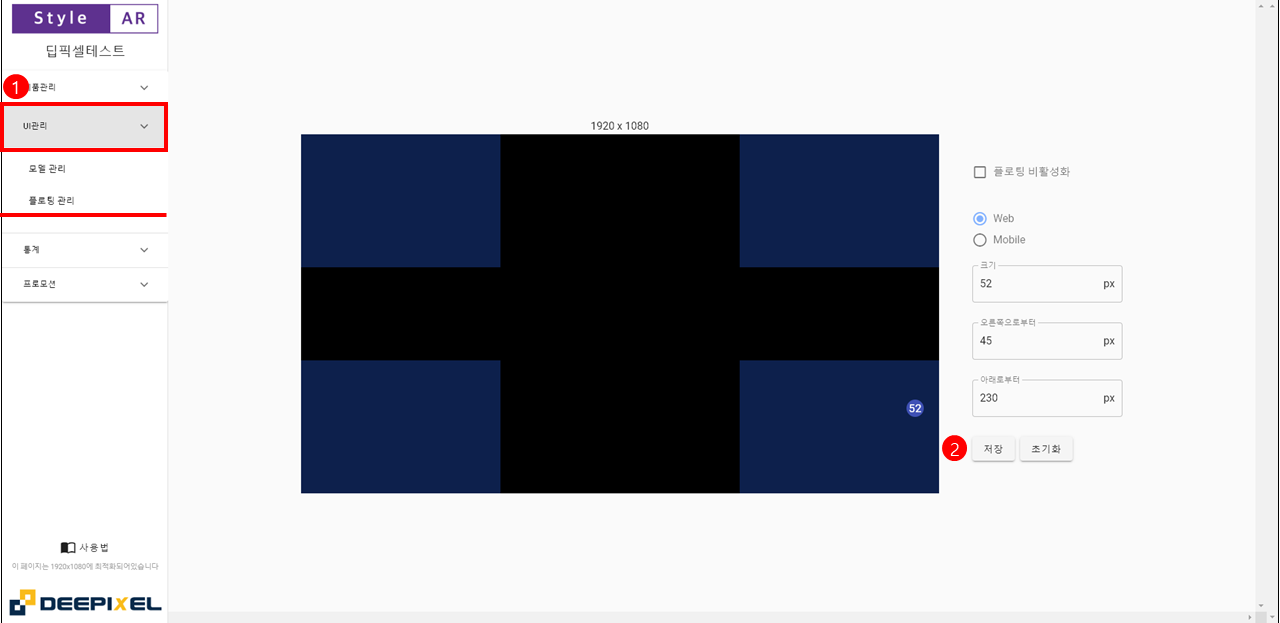 Style AR
딥픽셀테스트
1
품관리
UI관리
모델 관리
플로팅 관리
통계
프로모션
사용법
이 페이지는 1920x1080에 최적화되어있습니다
DEEPIXEL
1920 x 1080
52
플로팅 비활성화
Web
Mobile
크기
52 px
오른쪽으로부터
45 px
아래로부터
230 px
2
저장 초기화